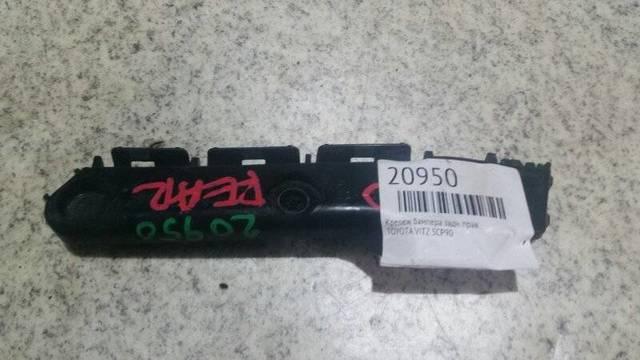 20950
Крепеж бампера задн. прав.
TOYOTA VITZ SCP90
REAR
20950